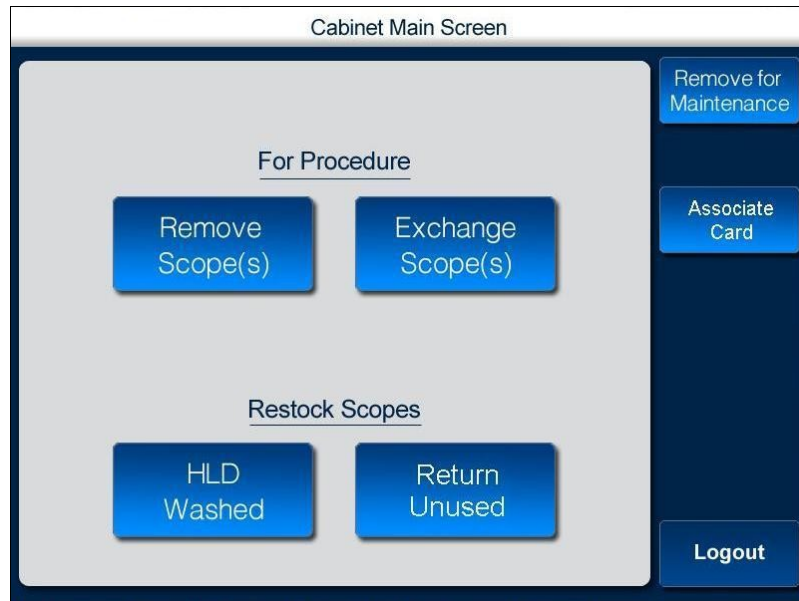 Cabinet Main Screen
Remove for
Maintenance
For Procedure
Remove
Scope(s)
Exchange
Scope(s)
Associate
Card
Restock Scopes
HLD
Washed
Return
Unused
Logout